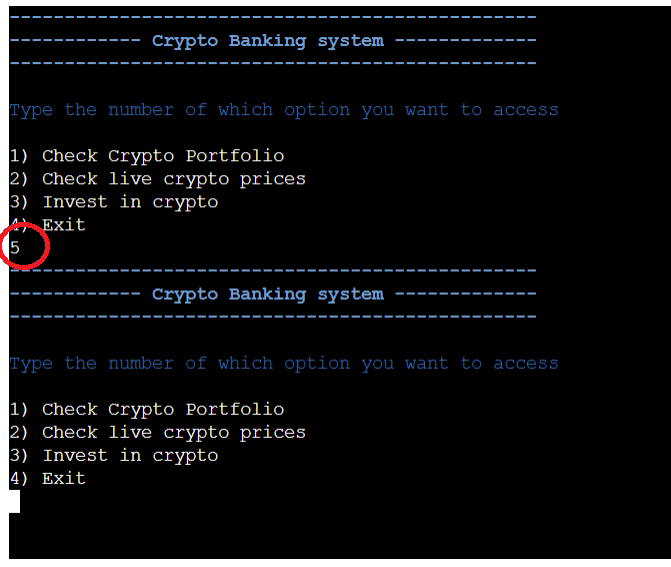 ------------------------------------------------
------------ Crypto Banking system -------------
------------------------------------------------
Type the number of which option you want to access
1) Check Crypto Portfolio
2) Check live crypto prices
3) Invest in crypto
4) Exit
5
------------------------------------------------
------------ Crypto Banking system -------------
------------------------------------------------
Type the number of which option you want to access
1) Check Crypto Portfolio
2) Check live crypto prices
3) Invest in crypto
4) Exit